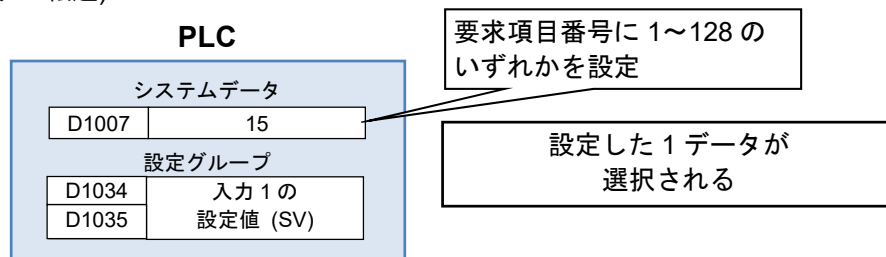 PLC
要求項目番号に 1～128 の
いずれかを設定
システムデータ
D1007 15
設定した 1 データが
選択される
設定グループ
D1034 入力 1 の
D1035 設定値 (SV)